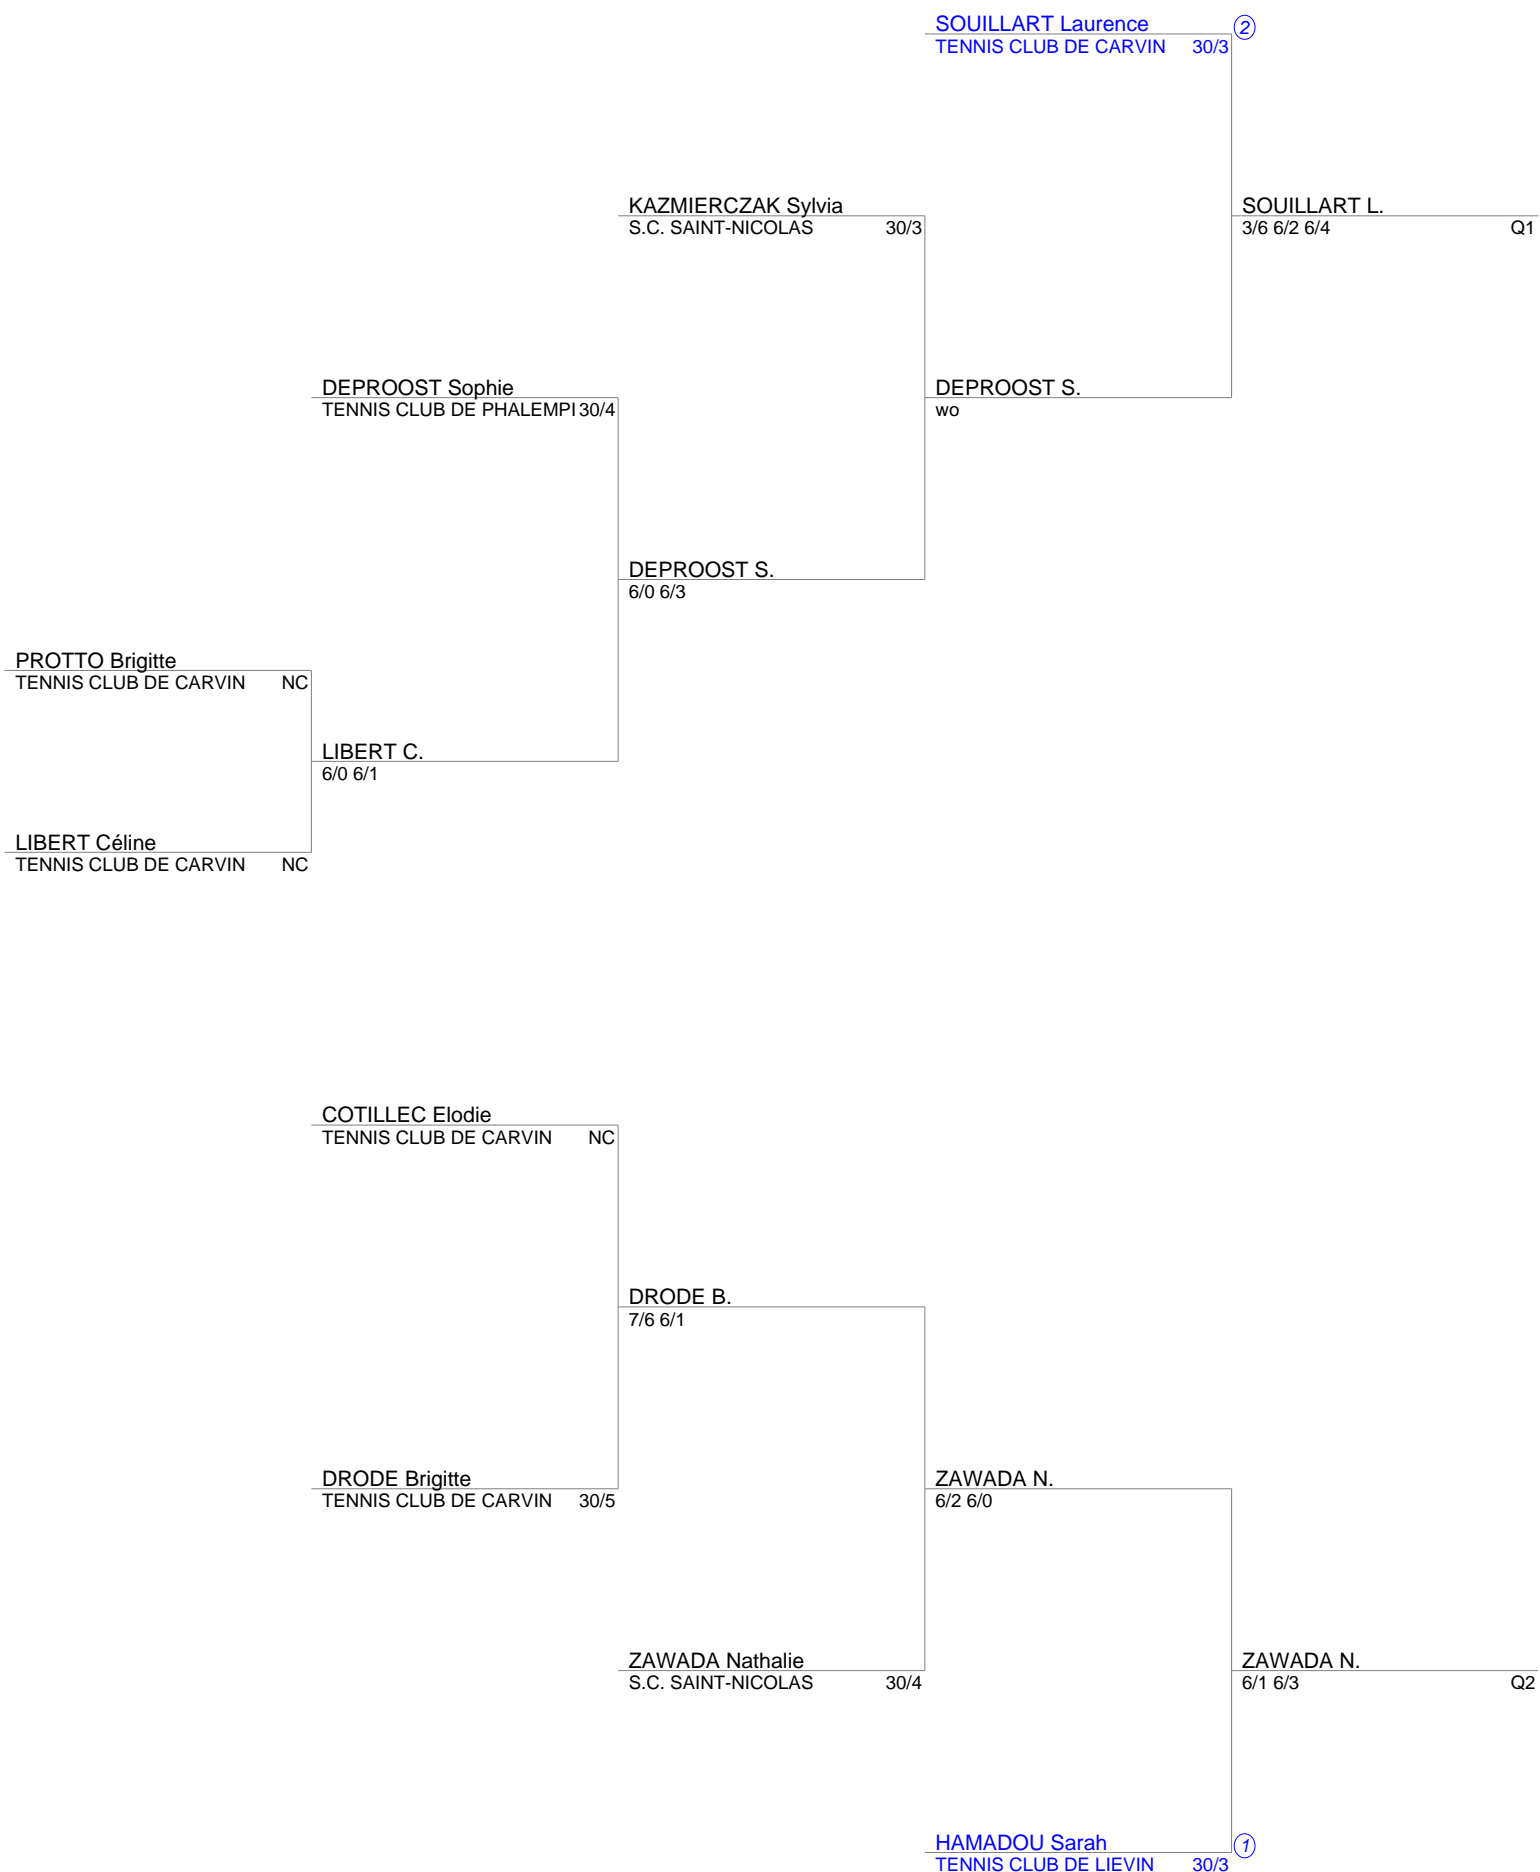 SOUILLART Laurence 2
TENNIS CLUB DE CARVIN 30/3
KAZMIERCZAK Sylvia
S.C. SAINT-NICOLAS 30/3
SOUILLART L.
3/6 6/2 6/4 Q1
DEPROOST Sophie
TENNIS CLUB DE PHALEMPI 30/4
DEPROOST S.
wo
DEPROOST S.
6/0 6/3
PROTTO Brigitte
TENNIS CLUB DE CARVIN NC
LIBERT C.
6/0 6/1
LIBERT Céline
TENNIS CLUB DE CARVIN NC
COTILLEC Elodie
TENNIS CLUB DE CARVIN NC
DRODE B.
7/6 6/1
DRODE Brigitte
TENNIS CLUB DE CARVIN 30/5
ZAWADA N.
6/2 6/0
ZAWADA Nathalie
S.C. SAINT-NICOLAS 30/4
ZAWADA N.
6/1 6/3 Q2
HAMADOU Sarah 1
TENNIS CLUB DE LIEVIN 30/3